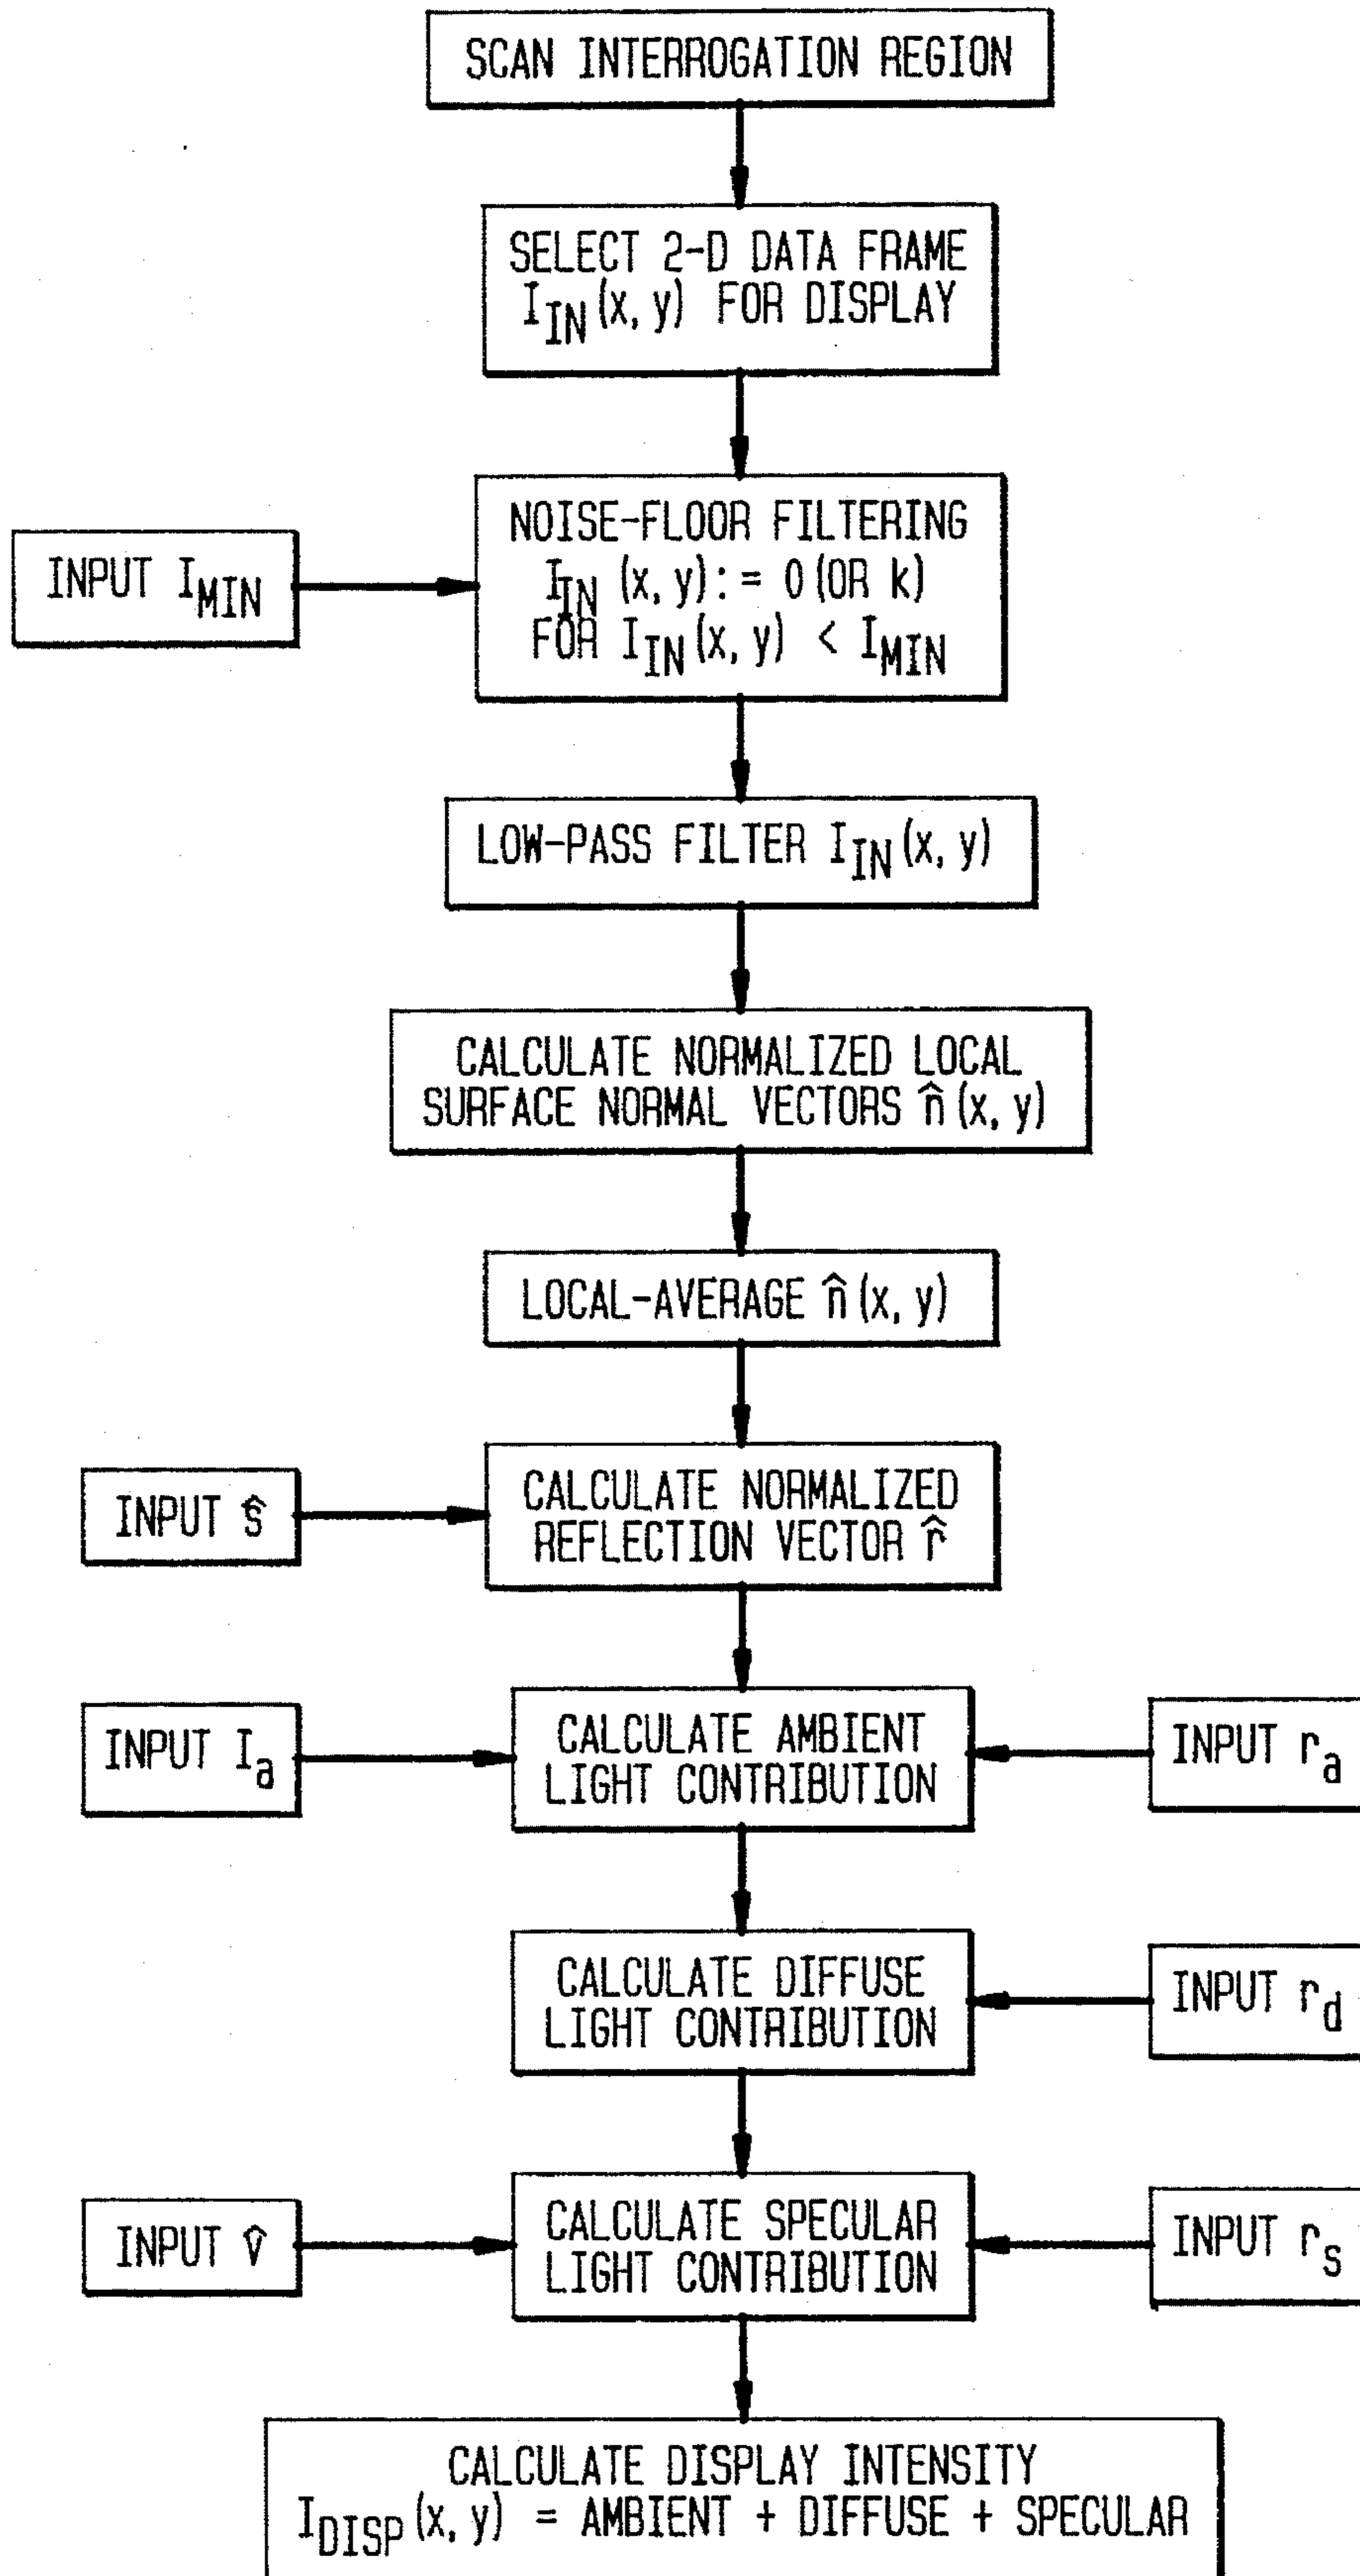 SCAN INTERROGATION REGION
SELECT 2-D DATA FRAME
I_IN (x, y) FOR DISPLAY
INPUT I_MIN
NOISE-FLOOR FILTERING
I_IN (x, y) := 0 (OR k)
FOR I_IN (x, y) < I_MIN
LOW-PASS FILTER I_IN (x, y)
CALCULATE NORMALIZED LOCAL
SURFACE NORMAL VECTORS n̂ (x, y)
LOCAL-AVERAGE n̂ (x, y)
INPUT ŝ
CALCULATE NORMALIZED
REFLECTION VECTOR r̂
INPUT I_a
CALCULATE AMBIENT
LIGHT CONTRIBUTION
INPUT r_a
CALCULATE DIFFUSE
LIGHT CONTRIBUTION
INPUT r_d
INPUT v̂
CALCULATE SPECULAR
LIGHT CONTRIBUTION
INPUT r_s
CALCULATE DISPLAY INTENSITY
I_DISP (x, y) = AMBIENT + DIFFUSE + SPECULAR